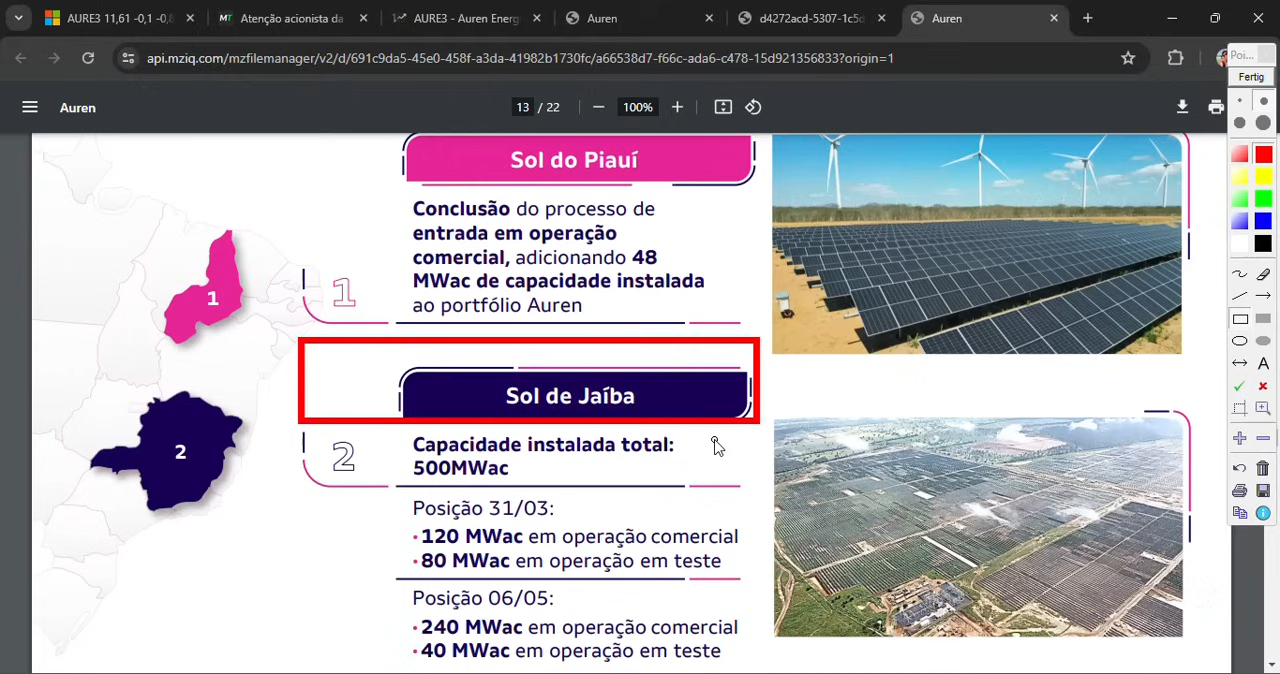 AURE3 11,61 -0,1 -0,8
Atenção acionista da
AURE3 - Auren Energ
Auren
d4272acd-5307-1c5d
Auren
api.mziq.com/mzfilemanager/v2/d/691c9da5-45e0-458f-a3da-41982b1730fc/a66538d7-f66c-ada6-c478-15d921356833?origin=1
Poi...
Fertig
Auren
13 / 22
100%
Sol do Piauí
Conclusão do processo de
entrada em operação
comercial, adicionando 48
MWac de capacidade instalada
ao portfólio Auren
1
1
Sol de Jaíba
2
2
Capacidade instalada total:
500MWac
Posição 31/03:
• 120 MWac em operação comercial
• 80 MWac em operação em teste
Posição 06/05:
• 240 MWac em operação comercial
• 40 MWac em operação em teste
A